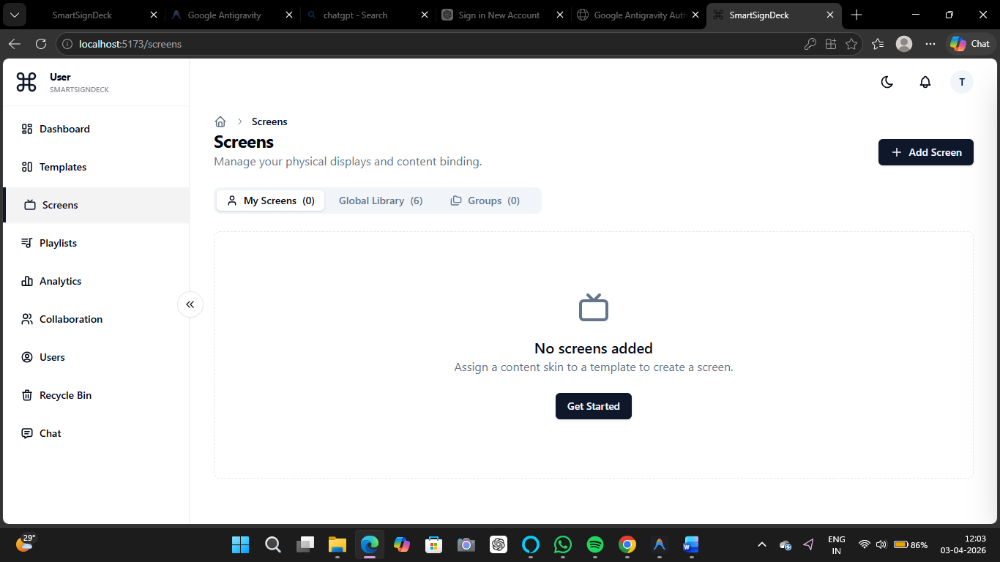 SmartSignDeck
Google Antigravity
chatgpt - Search
Sign in New Account
Google Antigravity Auth
SmartSignDeck
localhost:5173/screens
Chat
User
SMARTSIGNDECK
T
Dashboard
Templates
Screens
Playlists
Analytics
Collaboration
Users
Recycle Bin
Chat
Screens
Screens
Manage your physical displays and content binding.
Add Screen
My Screens (0)
Global Library (6)
Groups (0)
No screens added
Assign a content skin to a template to create a screen.
Get Started
29°
ENG
IN
86%
12:03
03-04-2026